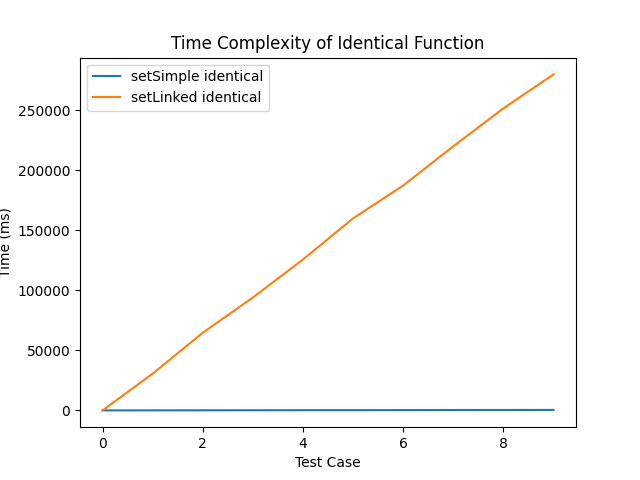 Time Complexity of Identical Function
setSimple identical
setLinked identical
250000
200000
150000
100000
50000
0
Time (ms)
0 2 4 6 8
Test Case